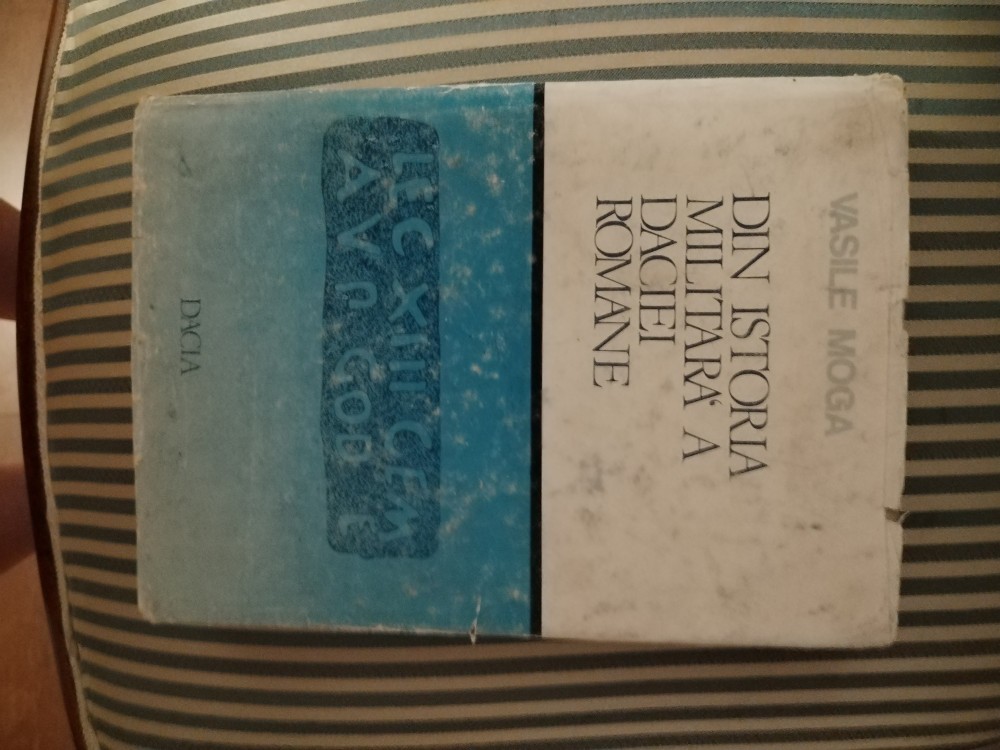 VASILE MOGA
DIN ISTORIA
MILITARĂ A
DACIEI
ROMANE
LEG XIII GEM
DACIA